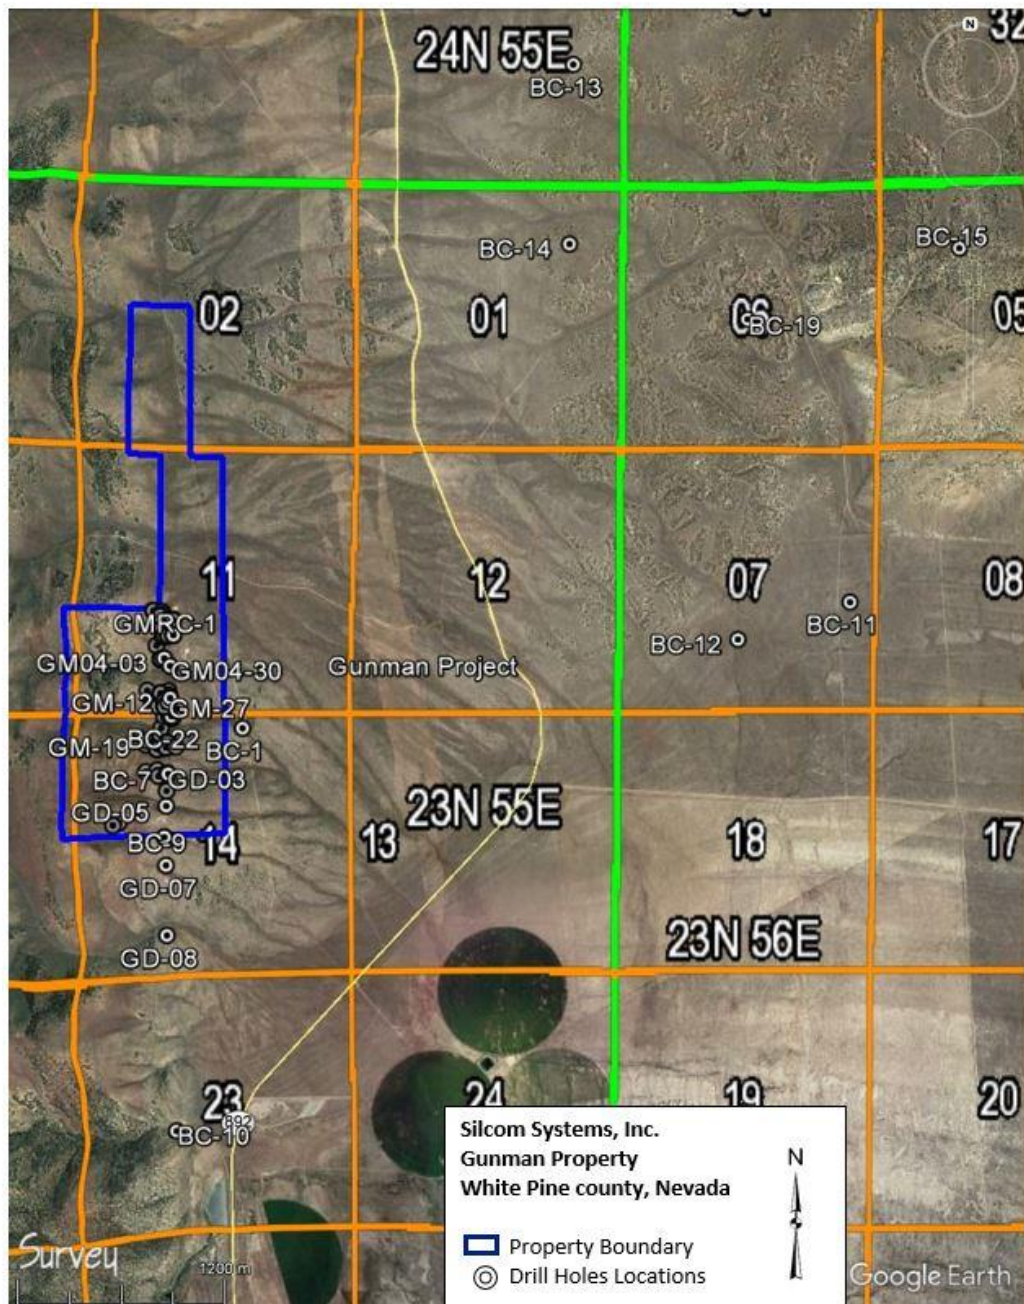 32
N
24N 55E
BC-13
BC-14
BC-15
02
01
06
BC-19
05
11
12
07
08
GMRC-1
BC-11
BC-12
GM04-03
GM04-30
Gunman Project
GM-12
GM-27
GM-19
BC-22
BC-1
BC-7
GD-03
GD-05
23N 55E
BC-9
14
13
18
17
GD-07
23N 56E
GD-08
23
24
19
20
892
BC-10
Silcom Systems, Inc.
Gunman Property
White Pine county, Nevada
N
Property Boundary
Drill Holes Locations
Survey
1200 m
Google Earth